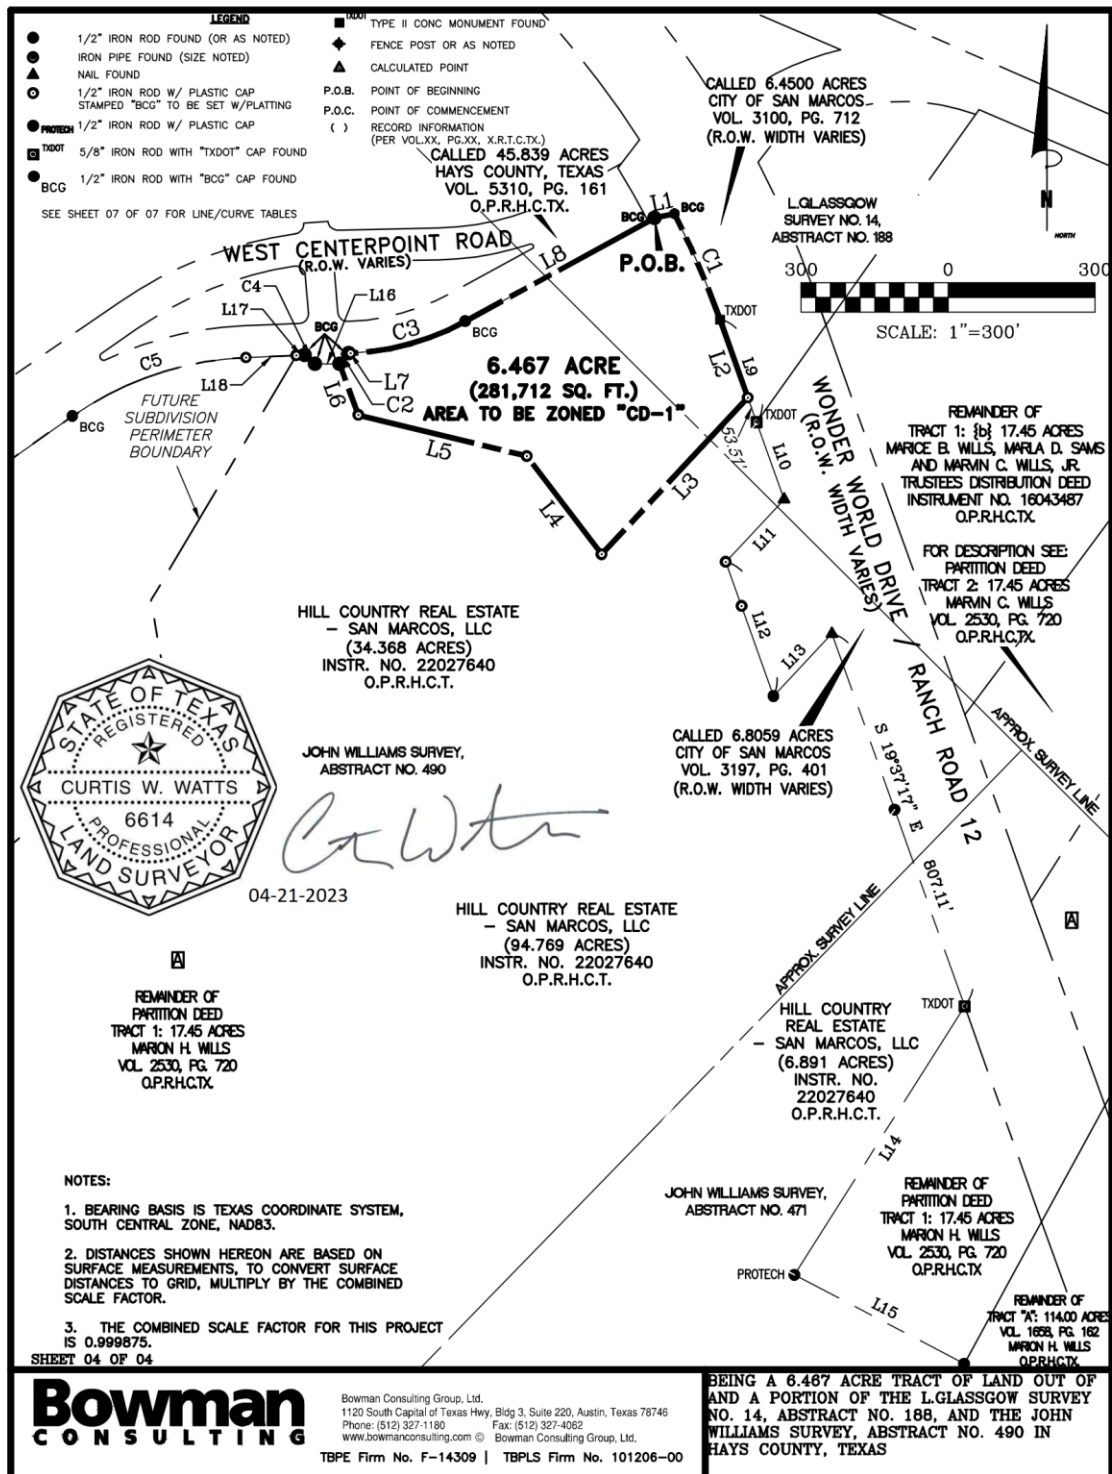 LEGEND
1/2" IRON ROD FOUND (OR AS NOTED)
IRON PIPE FOUND (SIZE NOTED)
NAIL FOUND
1/2" IRON ROD W/ PLASTIC CAP
STAMPED "BCG" TO BE SET W/PLATTING
PROTECH 1/2" IRON ROD W/ PLASTIC CAP
TXDOT 5/8" IRON ROD WITH "TXDOT" CAP FOUND
BCG 1/2" IRON ROD WITH "BCG" CAP FOUND
SEE SHEET 07 OF 07 FOR LINE/CURVE TABLES
TXDOT TYPE II CONC MONUMENT FOUND
FENCE POST OR AS NOTED
CALCULATED POINT
P.O.B. POINT OF BEGINNING
P.O.C. POINT OF COMMENCEMENT
( ) RECORD INFORMATION
(PER VOL.XX, PG.XX, X.R.T.C.TX.)
CALLED 45.839 ACRES
HAYS COUNTY, TEXAS
VOL. 5310, PG. 161
O.P.R.H.C.TX.
CALLED 6.4500 ACRES
CITY OF SAN MARCOS
VOL. 3100, PG. 712
(R.O.W. WIDTH VARIES)
L.GLASSGOW
SURVEY NO. 14,
ABSTRACT NO. 188
N
NORTH
300 0 300
SCALE: 1"=300'
WEST CENTERPOINT ROAD
(R.O.W. VARIES)
L1
BCG
BCG
P.O.B.
L8
C1
C4
L17
L16
BCG
C3
BCG
TXDOT
L2
L9
C5
L18
L7
C2
L6
BCG
6.467 ACRE
(281,712 SQ. FT.)
AREA TO BE ZONED "CD-1"
FUTURE
SUBDIVISION
PERIMETER
BOUNDARY
L5
L4
L3
53.57'
TXDOT
L10
L11
L12
L13
WONDER WORLD DRIVE / RANCH ROAD 12
(R.O.W. WIDTH VARIES)
REMAINDER OF
TRACT 1: {b} 17.45 ACRES
MARICE B. WILLS, MARLA D. SAMS
AND MARVIN C. WILLS, JR.
TRUSTEES DISTRIBUTION DEED
INSTRUMENT NO. 16043487
O.P.R.H.C.TX.
FOR DESCRIPTION SEE:
PARTITION DEED
TRACT 2: 17.45 ACRES
MARVIN C. WILLS
VOL. 2530, PG. 720
O.P.R.H.C.TX.
HILL COUNTRY REAL ESTATE
– SAN MARCOS, LLC
(34.368 ACRES)
INSTR. NO. 22027640
O.P.R.H.C.T.
CALLED 6.8059 ACRES
CITY OF SAN MARCOS
VOL. 3197, PG. 401
(R.O.W. WIDTH VARIES)
S 19°37'17" E 807.11'
APPROX. SURVEY LINE
JOHN WILLIAMS SURVEY,
ABSTRACT NO. 490
STATE OF TEXAS
REGISTERED
CURTIS W. WATTS
6614
PROFESSIONAL
LAND SURVEYOR
04-21-2023
HILL COUNTRY REAL ESTATE
– SAN MARCOS, LLC
(94.769 ACRES)
INSTR. NO. 22027640
O.P.R.H.C.T.
APPROX. SURVEY LINE
A
A
REMAINDER OF
PARTITION DEED
TRACT 1: 17.45 ACRES
MARION H. WILLS
VOL. 2530, PG. 720
O.P.R.H.C.TX.
TXDOT
HILL COUNTRY
REAL ESTATE
– SAN MARCOS, LLC
(6.891 ACRES)
INSTR. NO.
22027640
O.P.R.H.C.T.
L14
JOHN WILLIAMS SURVEY,
ABSTRACT NO. 471
REMAINDER OF
PARTITION DEED
TRACT 1: 17.45 ACRES
MARION H. WILLS
VOL. 2530, PG. 720
O.P.R.H.C.TX
PROTECH
L15
REMAINDER OF
TRACT "A": 114.00 ACRES
VOL. 1658, PG. 162
MARION H. WILLS
O.P.R.H.C.TX.
NOTES:
1. BEARING BASIS IS TEXAS COORDINATE SYSTEM,
SOUTH CENTRAL ZONE, NAD83.
2. DISTANCES SHOWN HEREON ARE BASED ON
SURFACE MEASUREMENTS, TO CONVERT SURFACE
DISTANCES TO GRID, MULTIPLY BY THE COMBINED
SCALE FACTOR.
3. THE COMBINED SCALE FACTOR FOR THIS PROJECT
IS 0.999875.
SHEET 04 OF 04
Bowman
CONSULTING
Bowman Consulting Group, Ltd.
1120 South Capital of Texas Hwy, Bldg 3, Suite 220, Austin, Texas 78746
Phone: (512) 327-1180 Fax: (512) 327-4062
www.bowmanconsulting.com © Bowman Consulting Group, Ltd.
TBPE Firm No. F-14309 | TBPLS Firm No. 101206-00
BEING A 6.467 ACRE TRACT OF LAND OUT OF
AND A PORTION OF THE L.GLASSGOW SURVEY
NO. 14, ABSTRACT NO. 188, AND THE JOHN
WILLIAMS SURVEY, ABSTRACT NO. 490 IN
HAYS COUNTY, TEXAS